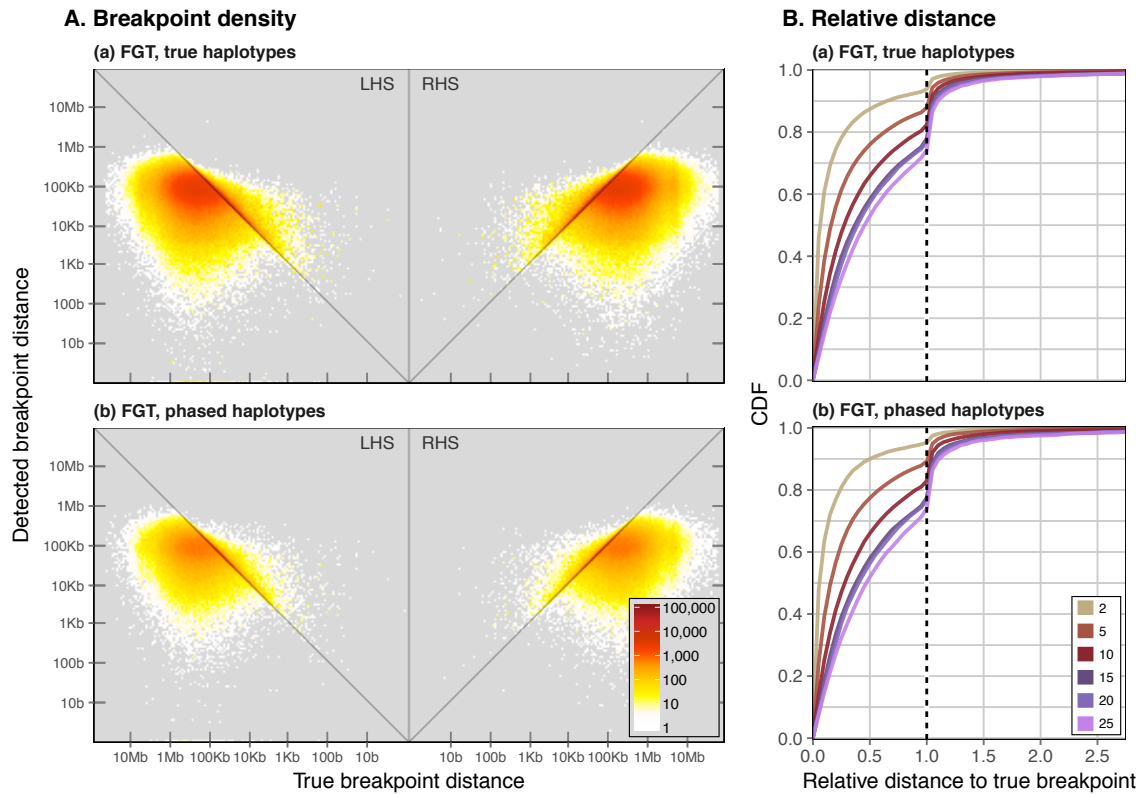 A. Breakpoint density
(a) FGT, true haplotypes
LHS RHS
10Mb
1Mb
100Kb
10Kb
1Kb
100b
10b
(b) FGT, phased haplotypes
LHS RHS
10Mb
1Mb
100Kb
10Kb
1Kb
100b
10b
100,000
10,000
1,000
100
10
1
10Mb 1Mb 100Kb 10Kb 1Kb 100b 10b 10b 100b 1Kb 10Kb 100Kb 1Mb 10Mb
True breakpoint distance
Detected breakpoint distance
B. Relative distance
(a) FGT, true haplotypes
1.0
0.8
0.6
0.4
0.2
0.0
(b) FGT, phased haplotypes
1.0
0.8
0.6
0.4
0.2
0.0
2
5
10
15
20
25
0.0 0.5 1.0 1.5 2.0 2.5
Relative distance to true breakpoint
CDF